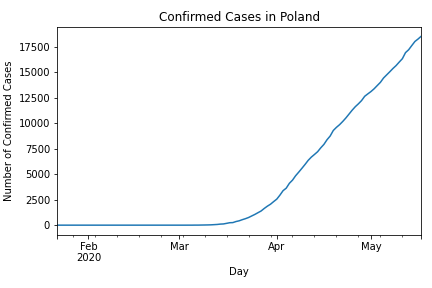 Confirmed Cases in Poland
17500
15000
12500
10000
7500
5000
2500
0
Number of Confirmed Cases
Feb
2020
Mar
Apr
May
Day